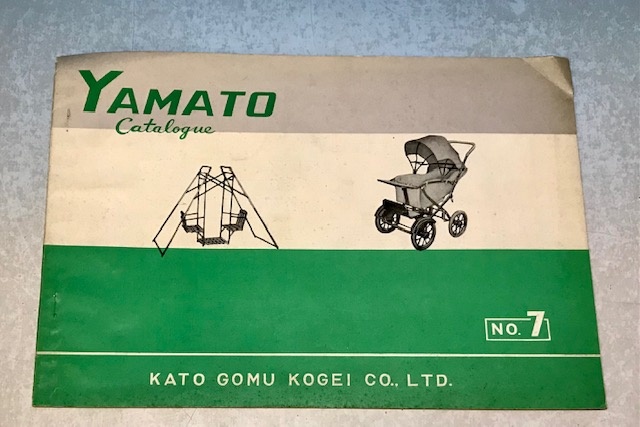 YAMATO
Catalogue
NO. 7
KATO GOMU KOGEI CO., LTD.